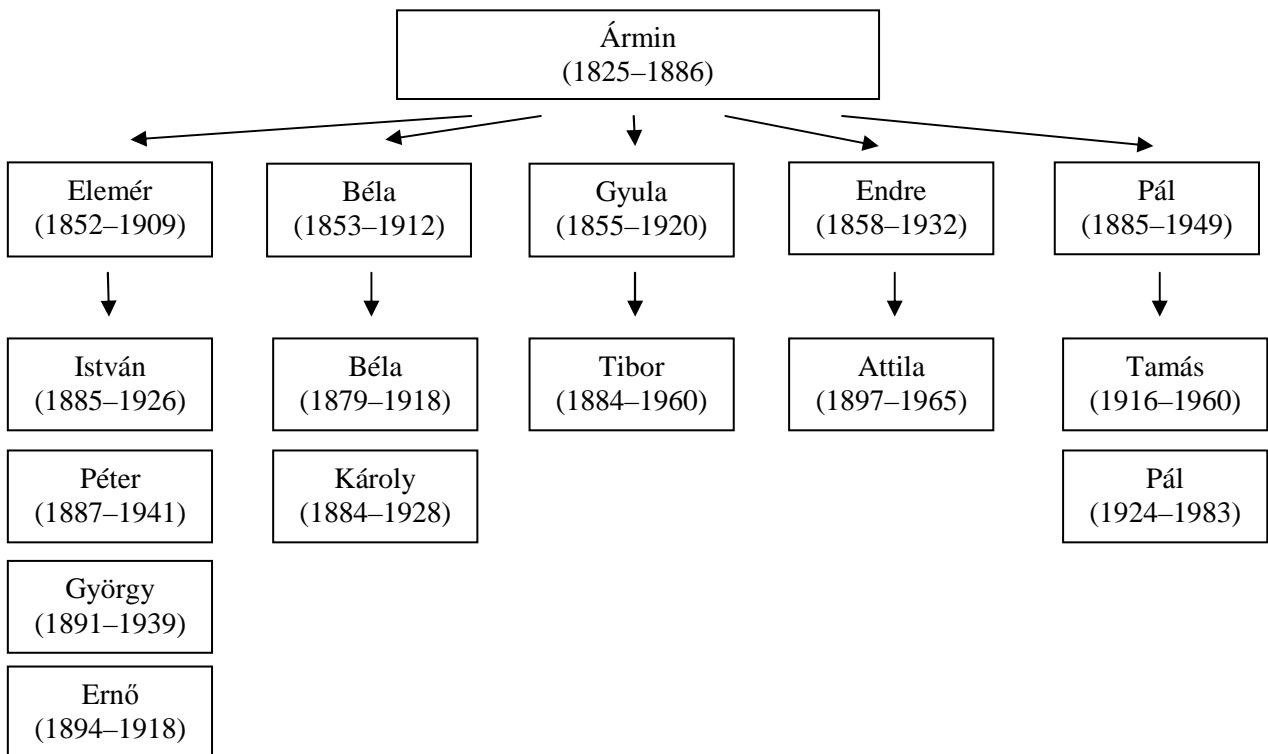 Ármin
(1825–1886)
Elemér
(1852–1909)
Béla
(1853–1912)
Gyula
(1855–1920)
Endre
(1858–1932)
Pál
(1885–1949)
István
(1885–1926)
Béla
(1879–1918)
Tibor
(1884–1960)
Attila
(1897–1965)
Tamás
(1916–1960)
Péter
(1887–1941)
Károly
(1884–1928)
Pál
(1924–1983)
György
(1891–1939)
Ernő
(1894–1918)